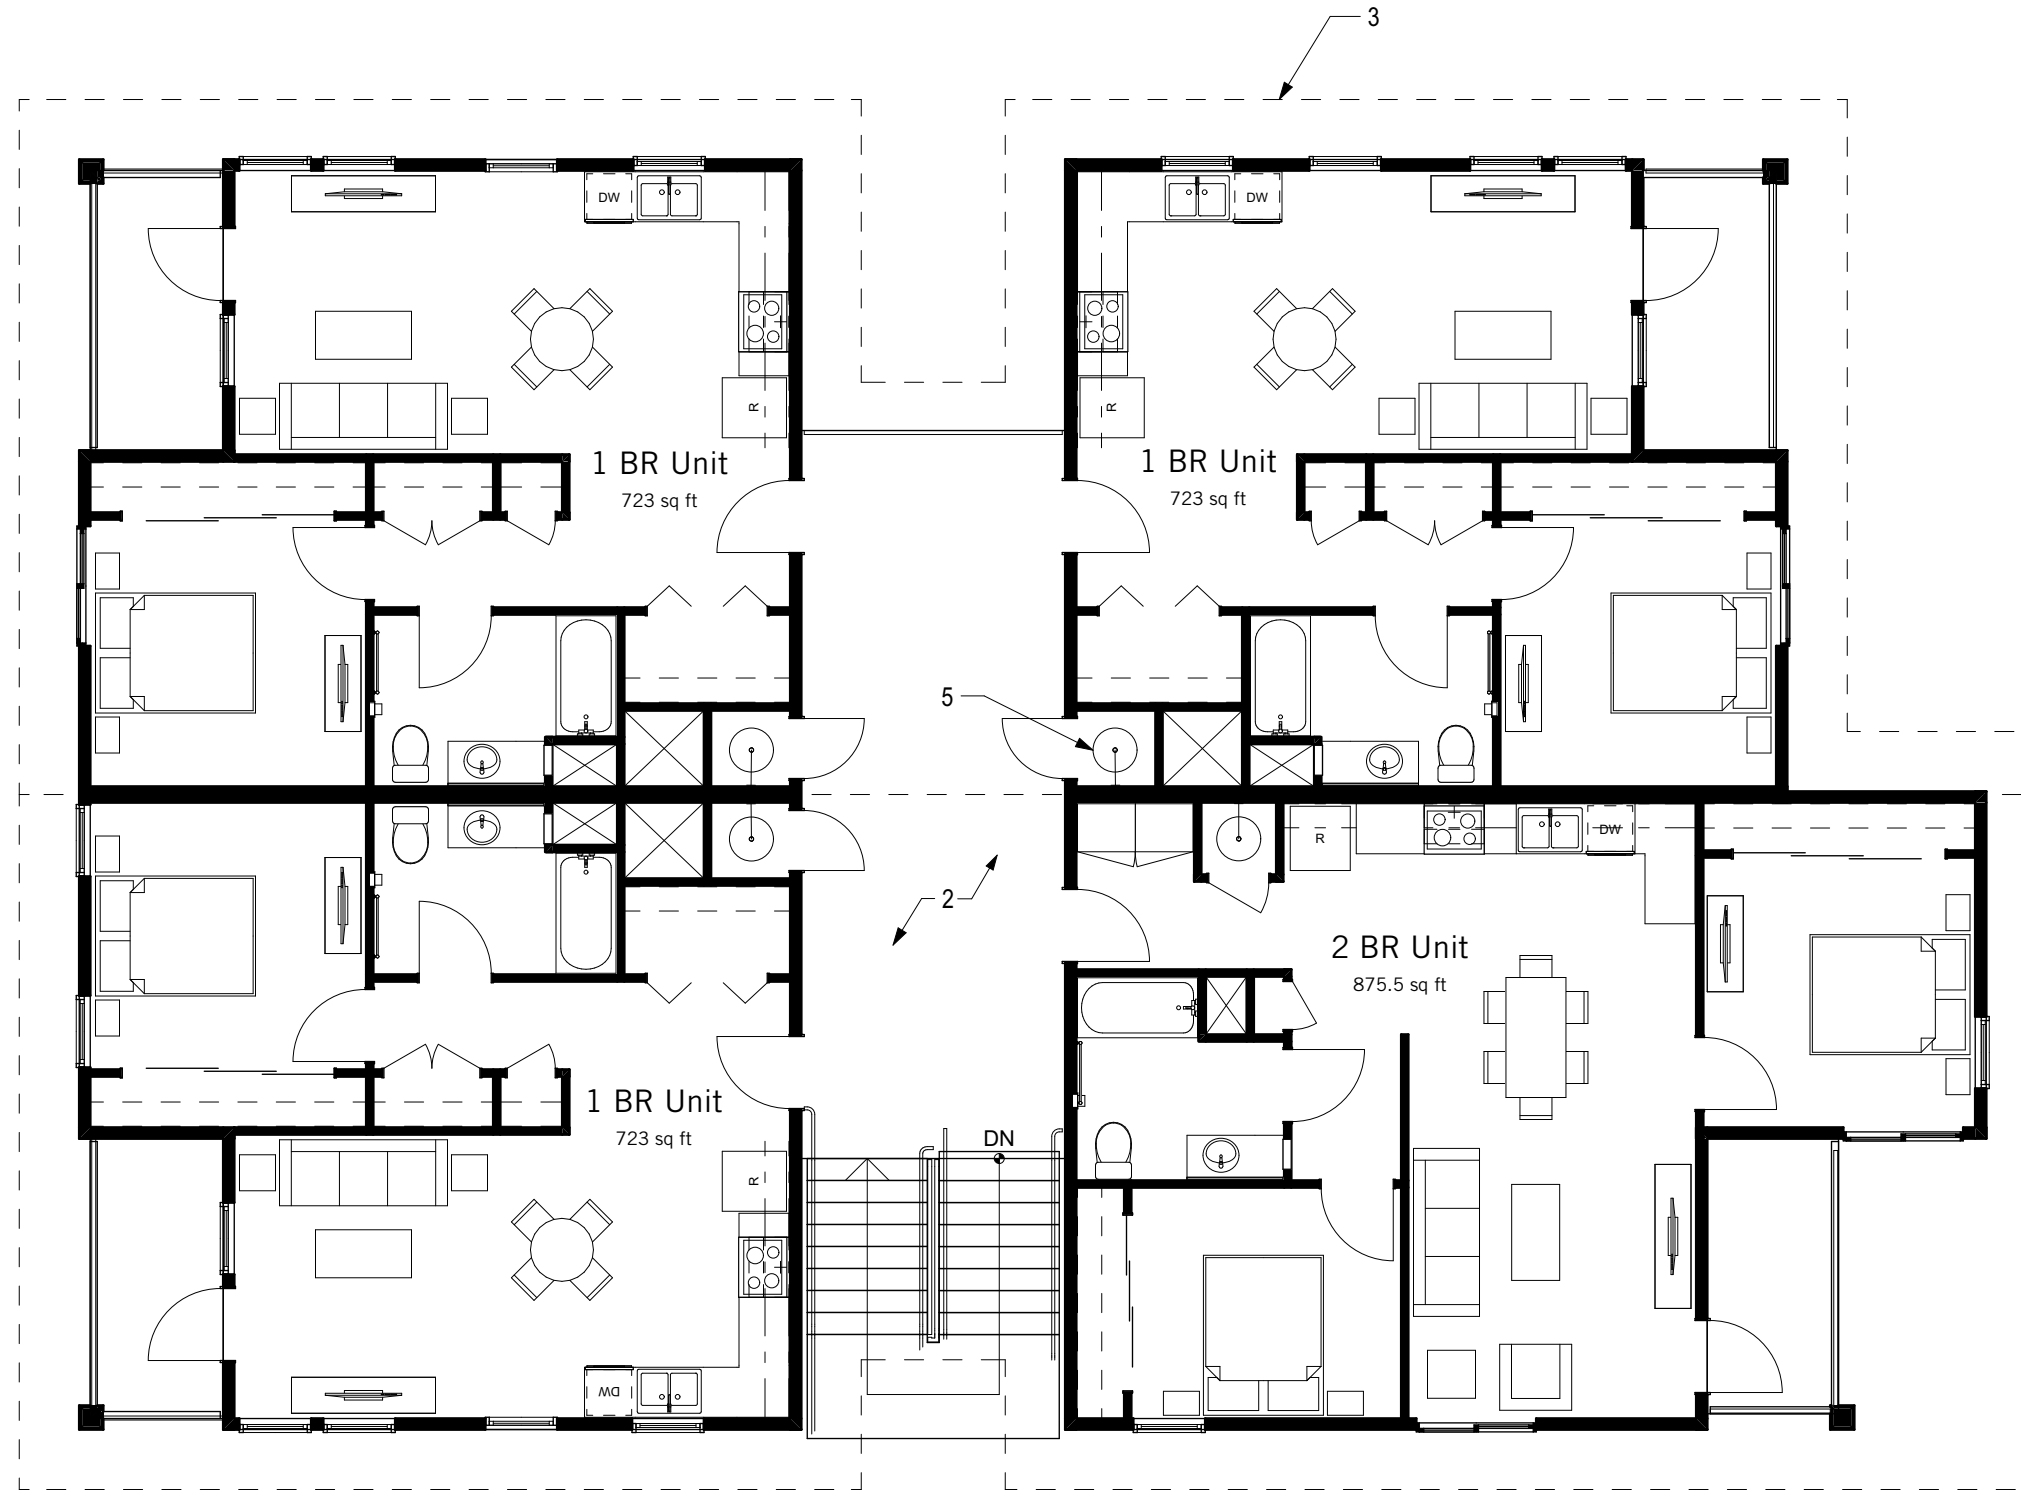 3
DW
DW
R
R
1 BR Unit
723 sq ft
1 BR Unit
723 sq ft
5
R
DW
2
2 BR Unit
875.5 sq ft
1 BR Unit
723 sq ft
DN
R
DW